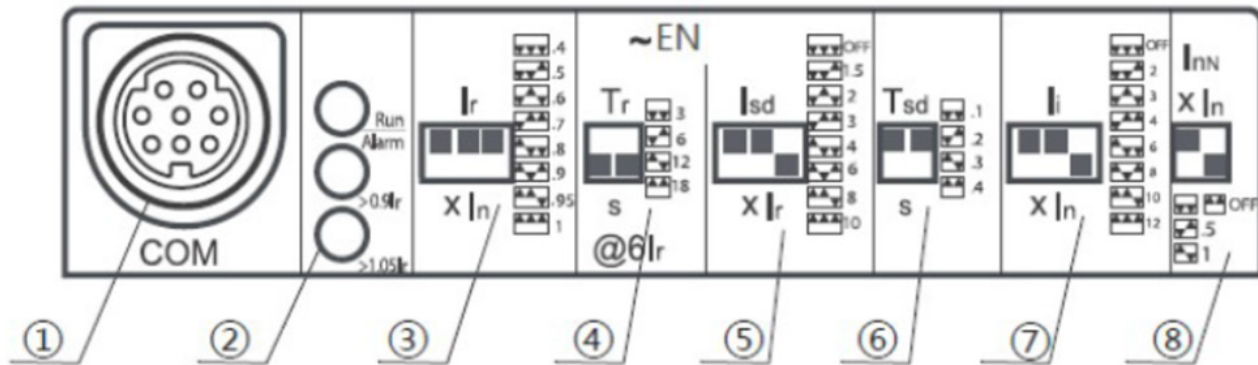 COM
Run
Alarm
>0.9Ir
>1.05Ir
Ir
x In
.4
.5
.6
.7
.8
.9
.95
1
~EN
Tr
s
@6Ir
3
6
12
18
Isd
x Ir
OFF
1.5
2
3
4
6
8
10
Tsd
s
.1
.2
.3
.4
Ii
x In
OFF
2
3
4
6
8
10
12
InN
x In
OFF
.5
1
① ② ③ ④ ⑤ ⑥ ⑦ ⑧